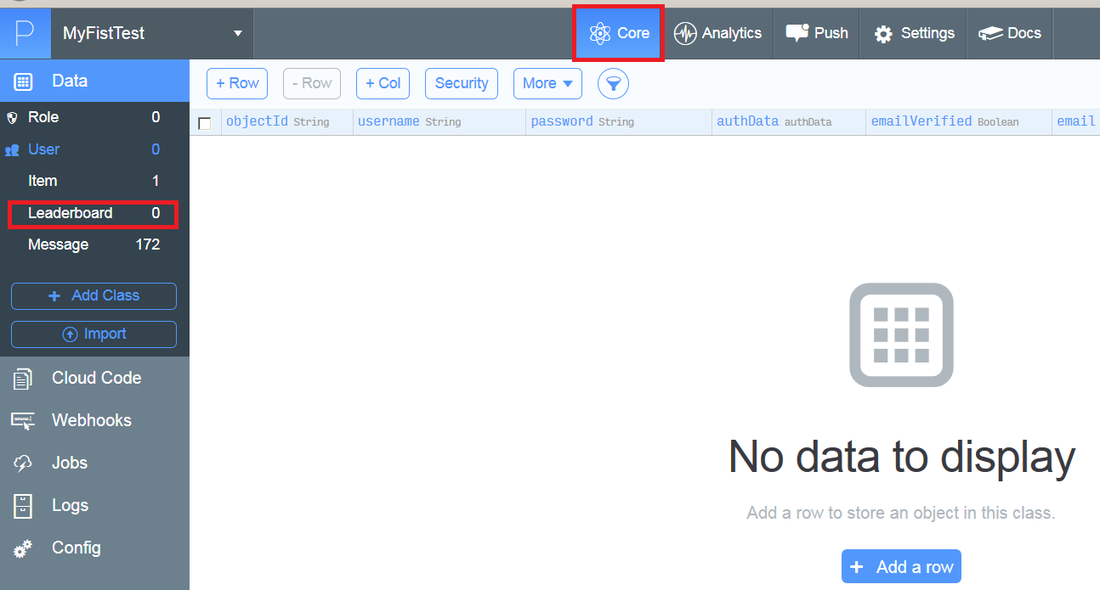 P MyFistTest Core Analytics Push Settings Docs
Data
+ Row - Row + Col Security More
Role 0
objectId String username String password String authData authData emailVerified Boolean email
User 0
Item 1
Leaderboard 0
Message 172
+ Add Class
Import
Cloud Code
Webhooks
Jobs
Logs
Config
No data to display
Add a row to store an object in this class.
+ Add a row